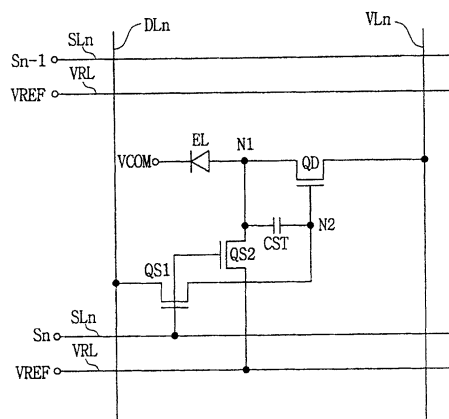 DLn VLn
SLn
Sn-1
VRL
VREF
EL N1 QD
VCOM
N2
CST
QS2
QS1
SLn
Sn
VRL
VREF